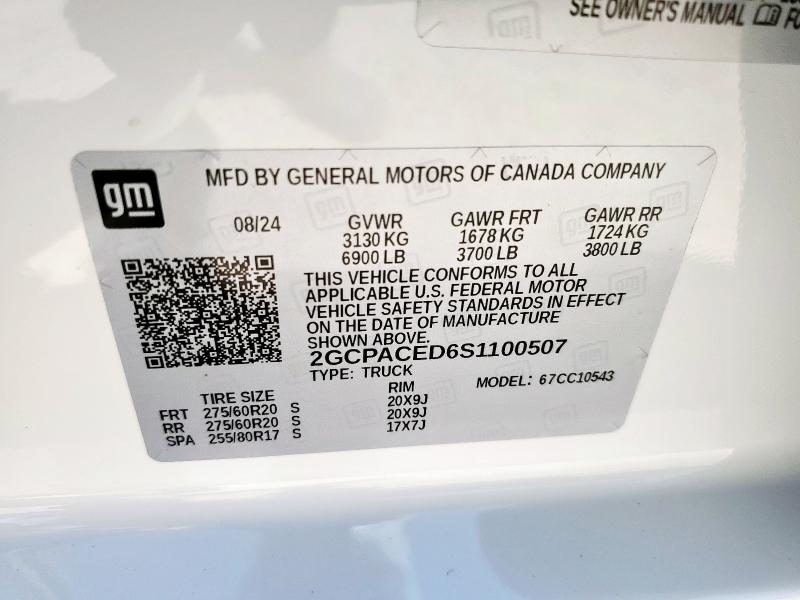 SEE OWNER'S MANUAL
gm
MFD BY GENERAL MOTORS OF CANADA COMPANY
08/24 GVWR GAWR FRT GAWR RR
3130 KG 1678 KG 1724 KG
6900 LB 3700 LB 3800 LB
THIS VEHICLE CONFORMS TO ALL
APPLICABLE U.S. FEDERAL MOTOR
VEHICLE SAFETY STANDARDS IN EFFECT
ON THE DATE OF MANUFACTURE
SHOWN ABOVE.
2GCPACED6S1100507
TYPE: TRUCK MODEL: 67CC10543
TIRE SIZE RIM
FRT 275/60R20 S 20X9J
RR 275/60R20 S 20X9J
SPA 255/80R17 S 17X7J